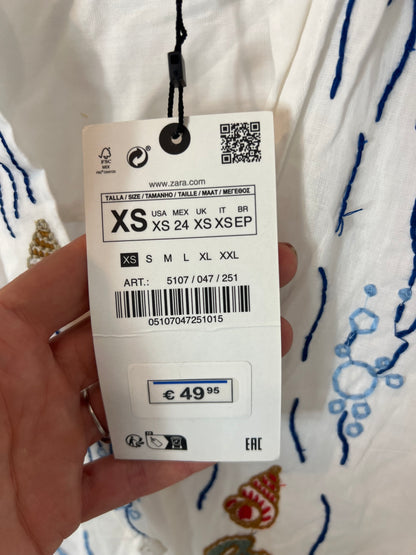 FSC
MIX
www.zara.com
TALLA / SIZE / TAMANHO / TAILLE / MAAT / ΜΕΓΕΘΟΣ
XS USA MEX UK IT BR
XS 24 XS XS EP
XS S M L XL XXL
ART.: 5107 / 047 / 251
05107047251015
€ 49 95
EAC